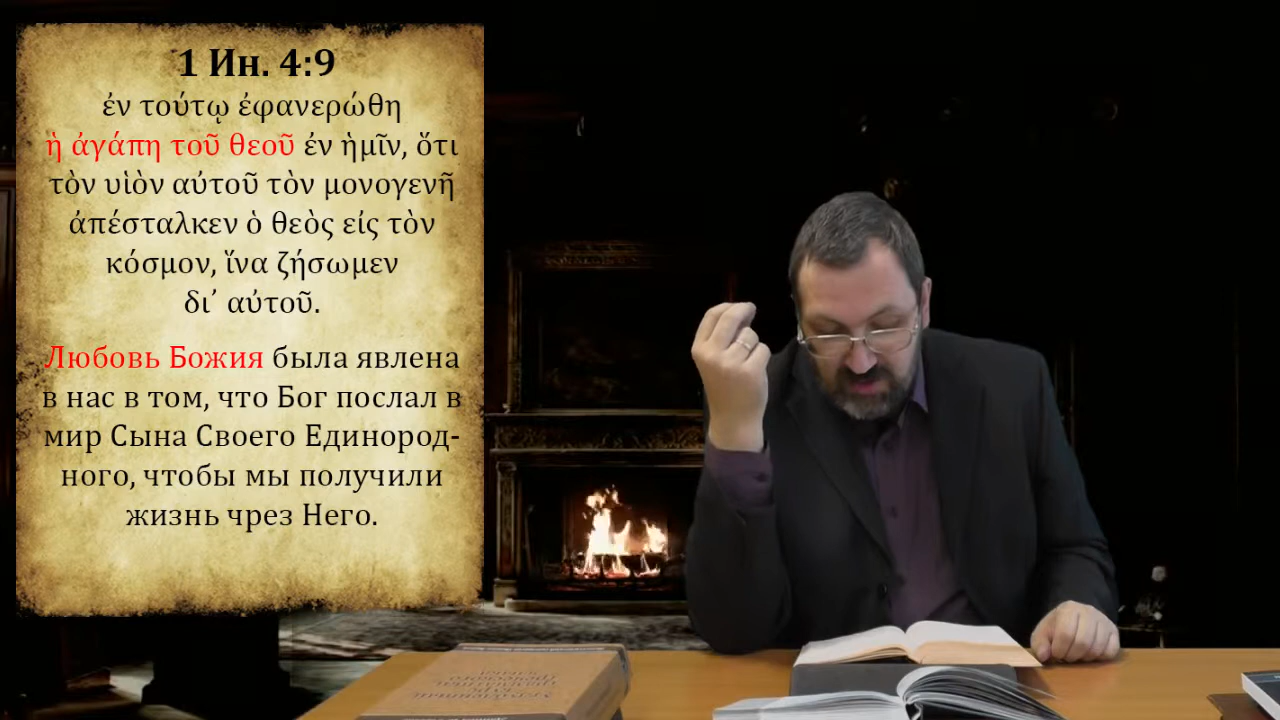 1 Ин. 4:9
ἐν τούτῳ ἐφανερώθη
ἡ ἀγάπη τοῦ θεοῦ ἐν ἡμῖν, ὅτι
τὸν υἱὸν αὐτοῦ τὸν μονογενῆ
ἀπέσταλκεν ὁ θεὸς εἰς τὸν
κόσμον, ἵνα ζήσωμεν
δι᾽ αὐτοῦ.
Любовь Божия была явлена
в нас в том, что Бог послал в
мир Сына Своего Единород-
ного, чтобы мы получили
жизнь чрез Него.